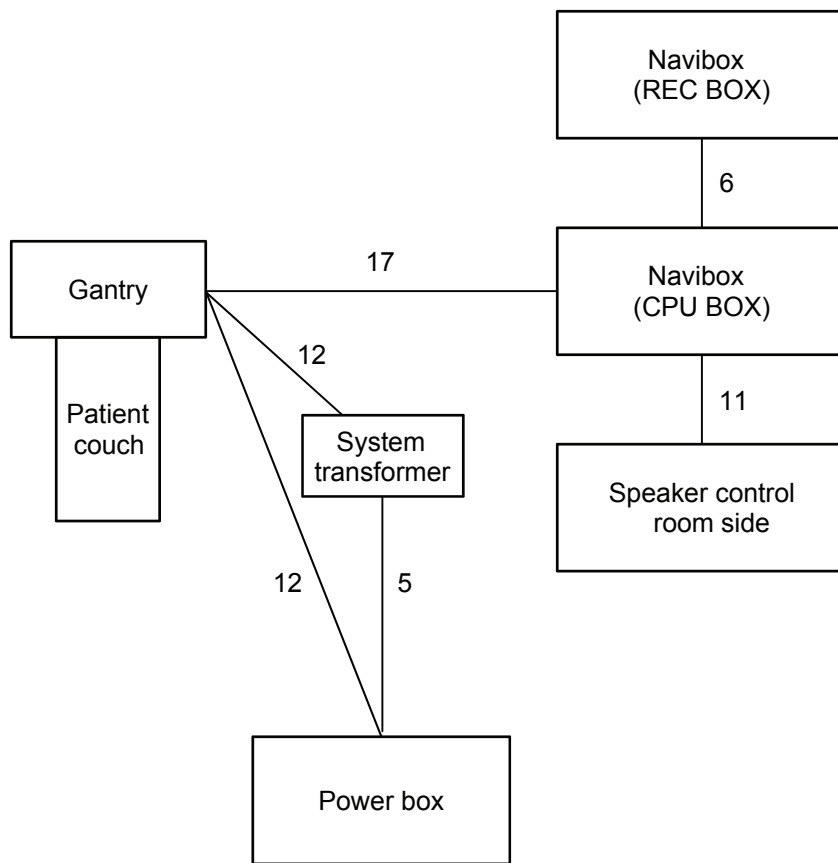 Navibox
(REC BOX)
6
17
Gantry
Navibox
(CPU BOX)
12
11
Patient
couch
System
transformer
Speaker control
room side
12
5
Power box